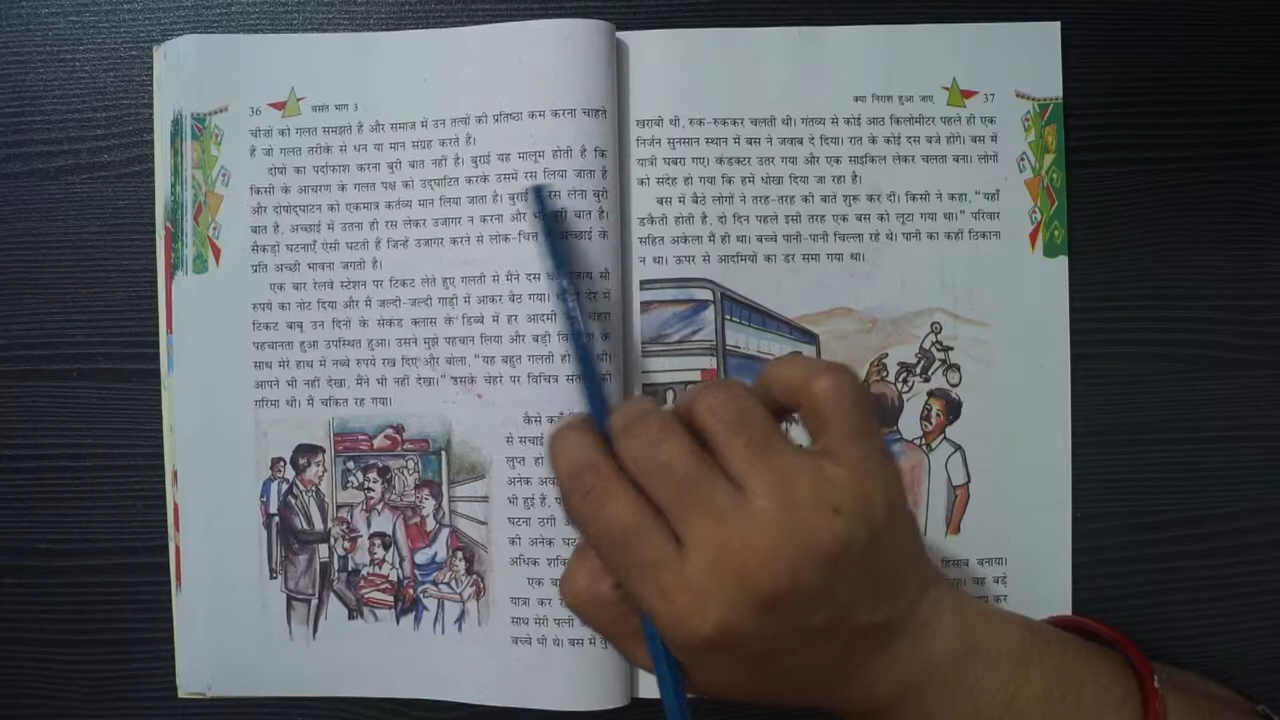 36 वसंत भाग 3
चीजों को गलत समझते हैं और समाज में उन तत्वों की प्रतिष्ठा कम करना चाहते
हैं जो गलत तरीके से धन या मान संग्रह करते हैं।
दोषों का पर्दाफाश करना बुरी बात नहीं है। बुराई यह मालूम होती है कि
किसी के आचरण के गलत पक्ष को उद्घाटित करके उसमें रस लिया जाता है
और दोषोद्घाटन को एकमात्र कर्तव्य मान लिया जाता है। बुराई रस लेना बुरी
बात है, अच्छाई में उतना ही रस लेकर उजागर न करना और बुरी बात है।
सैकड़ों घटनाएँ ऐसी घटती हैं जिन्हें उजागर करने से लोक-चित्त अच्छाई के
प्रति अच्छी भावना जगती है।
एक बार रेलवे स्टेशन पर टिकट लेते हुए गलती से मैंने दस सौ
रुपये का नोट दिया और मैं जल्दी-जल्दी गाड़ी में आकर बैठ गया। देर में
टिकट बाबू उन दिनों के सेकंड क्लास के डिब्बे में हर आदमी चेहरा
पहचानता हुआ उपस्थित हुआ। उसने मुझे पहचान लिया और बड़ी के
साथ मेरे हाथ में नब्बे रुपये रख दिए और बोला, "यह बहुत गलती हो थी।
आपने भी नहीं देखा, मैंने भी नहीं देखा।" उसके चेहरे पर विचित्र की
गरिमा थी। मैं चकित रह गया।
कैसे
से सचाई
लुप्त हो
अनेक
भी हुई हैं,
घटना ठगी
की अनेक
अधिक
एक
यात्रा कर
साथ मेरी पत्नी
बच्चे भी थे। बस में
क्या निराश हुआ जाए 37
खराबी थी, रुक-रुककर चलती थी। गंतव्य से कोई आठ किलोमीटर पहले ही एक
निर्जन सुनसान स्थान में बस ने जवाब दे दिया। रात के कोई दस बजे होंगे। बस में
यात्री घबरा गए। कंडक्टर उतर गया और एक साइकिल लेकर चलता बना। लोगों
को संदेह हो गया कि हमें धोखा दिया जा रहा है।
बस में बैठे लोगों ने तरह-तरह की बातें शुरू कर दीं। किसी ने कहा, "यहाँ
डकैती होती है, दो दिन पहले इसी तरह एक बस को लूटा गया था।" परिवार
सहित अकेला मैं ही था। बच्चे पानी-पानी चिल्ला रहे थे। पानी का कहीं ठिकाना
न था। ऊपर से आदमियों का डर समा गया था।
हिसाब बनाया।
वह बड़े
कर